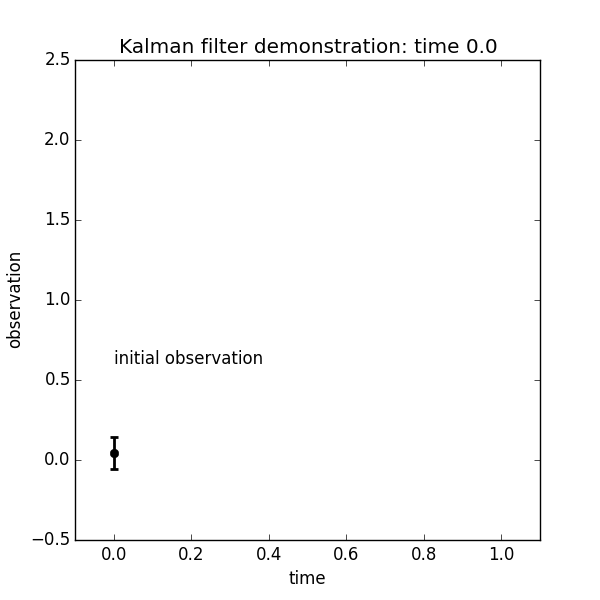 Kalman filter demonstration: time 0.0
2.5
2.0
1.5
1.0
0.5
0.0
−0.5
observation
initial observation
0.0 0.2 0.4 0.6 0.8 1.0
time